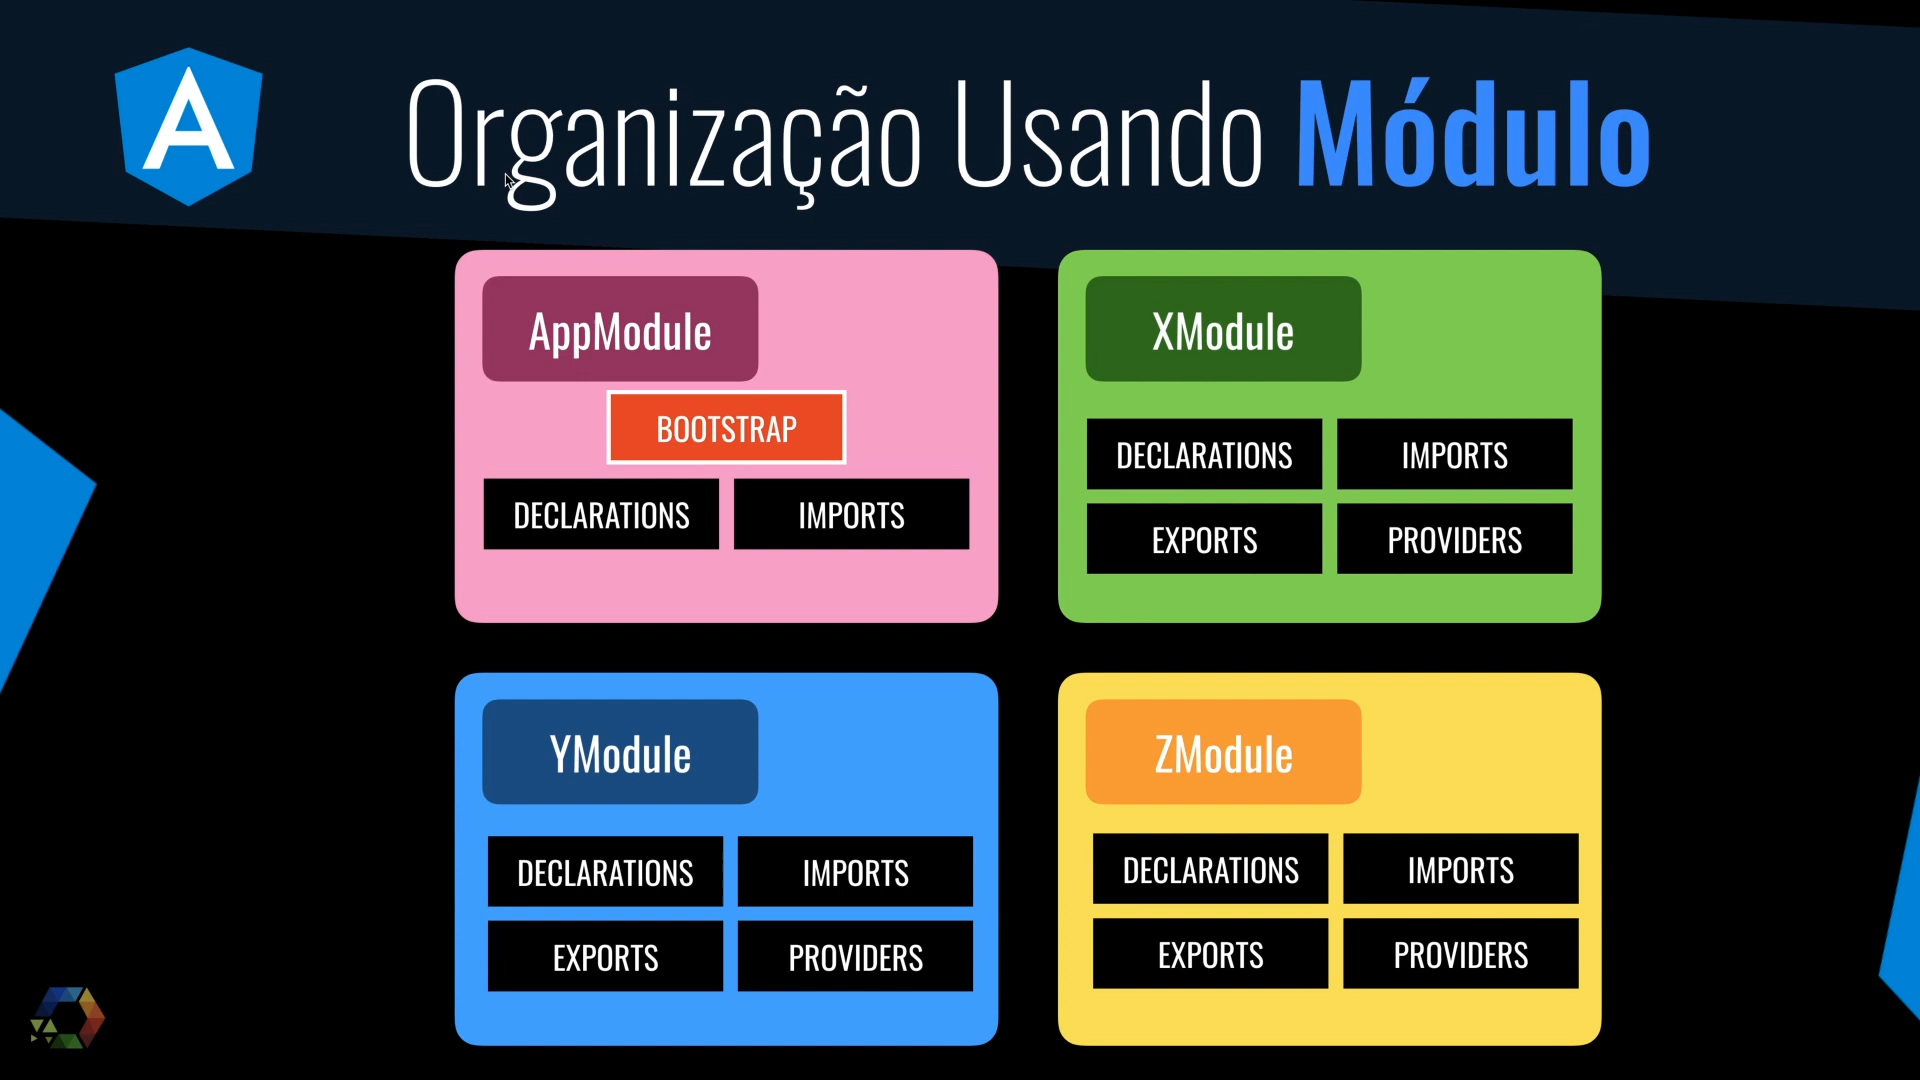 A
Organização Usando Módulo
AppModule
BOOTSTRAP
DECLARATIONS IMPORTS
XModule
DECLARATIONS IMPORTS
EXPORTS PROVIDERS
YModule
DECLARATIONS IMPORTS
EXPORTS PROVIDERS
ZModule
DECLARATIONS IMPORTS
EXPORTS PROVIDERS